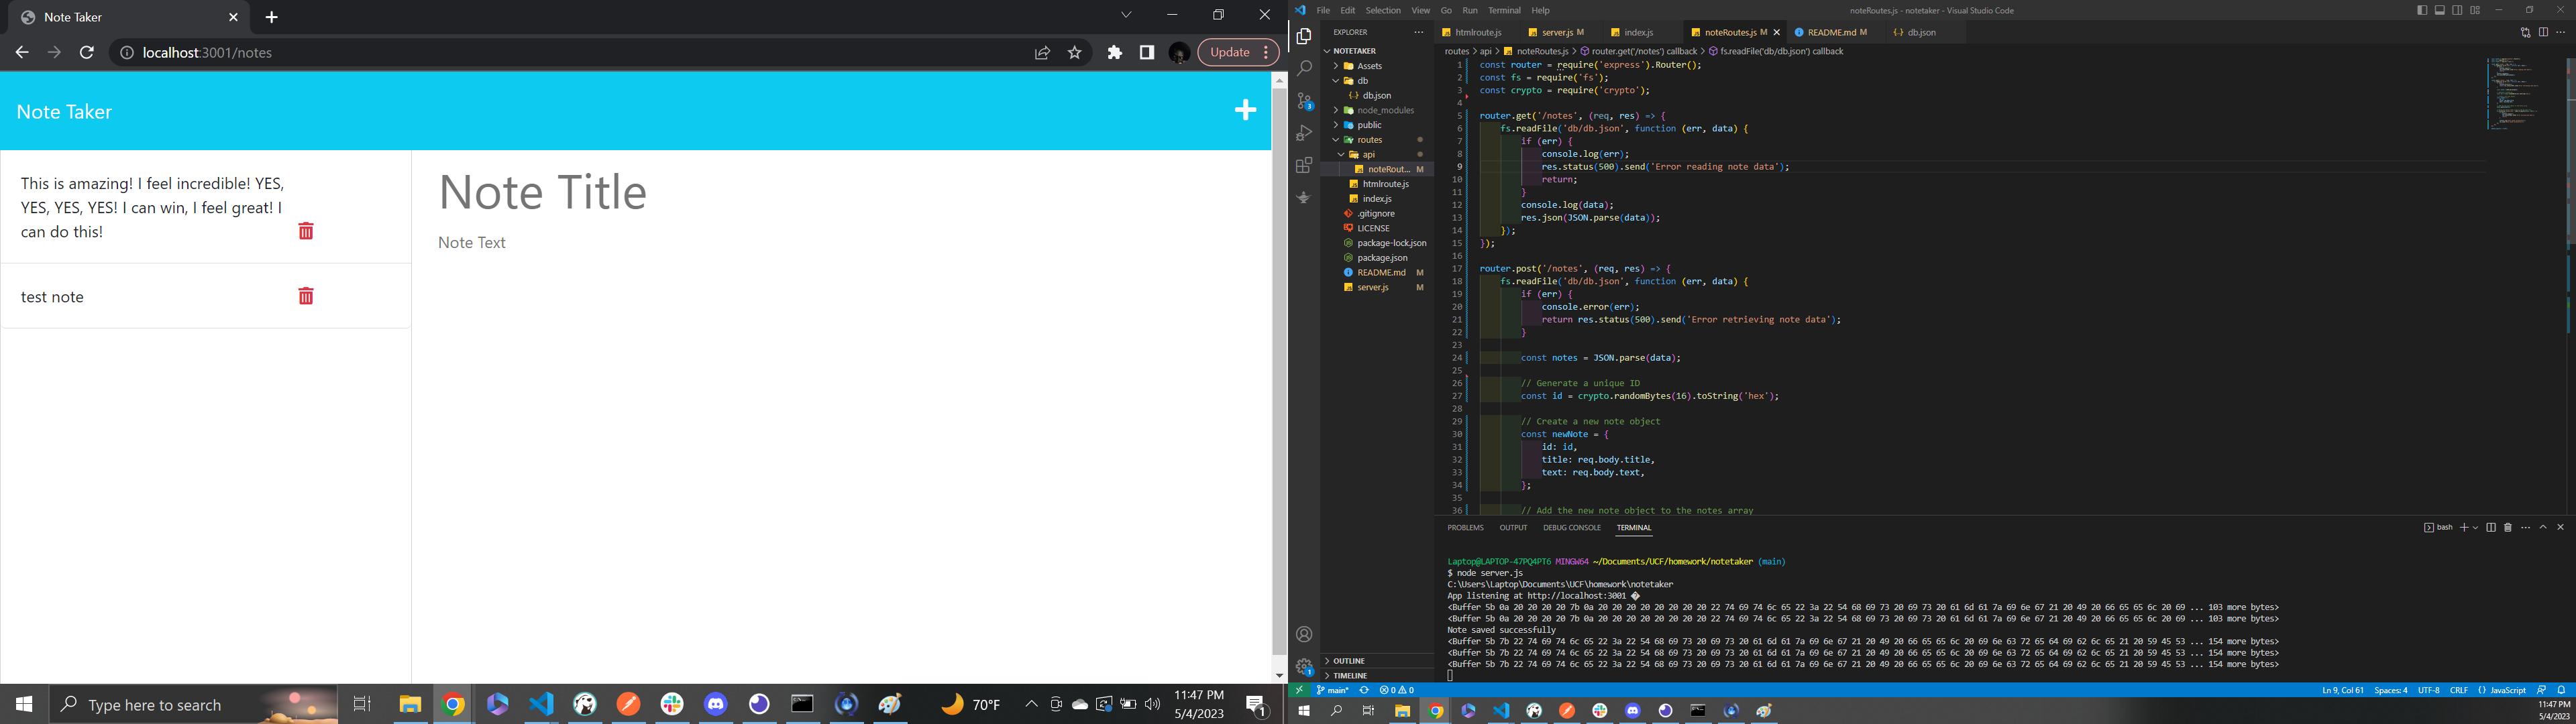 Note Taker
localhost:3001/notes
Update
Note Taker
This is amazing! I feel incredible! YES,
YES, YES, YES! I can win, I feel great! I
can do this!
test note
Note Title
Note Text
Type here to search
70°F
11:47 PM
5/4/2023
1
File Edit Selection View Go Run Terminal Help
noteRoutes.js - notetaker - Visual Studio Code
EXPLORER
NOTETAKER
Assets
db
db.json
node_modules
public
routes
api
noteRout... M
htmlroute.js
index.js
.gitignore
LICENSE
package-lock.json
package.json
README.md M
server.js M
OUTLINE
TIMELINE
htmlroute.js server.js M index.js noteRoutes.js M README.md M db.json
routes > api > noteRoutes.js > router.get('/notes') callback > fs.readFile('db/db.json') callback
1 const router = require('express').Router();
2 const fs = require('fs');
3 const crypto = require('crypto');
4
5 router.get('/notes', (req, res) => {
6 fs.readFile('db/db.json', function (err, data) {
7 if (err) {
8 console.log(err);
9 res.status(500).send('Error reading note data');
10 return;
11 }
12 console.log(data);
13 res.json(JSON.parse(data));
14 });
15 });
16
17 router.post('/notes', (req, res) => {
18 fs.readFile('db/db.json', function (err, data) {
19 if (err) {
20 console.error(err);
21 return res.status(500).send('Error retrieving note data');
22 }
23
24 const notes = JSON.parse(data);
25
26 // Generate a unique ID
27 const id = crypto.randomBytes(16).toString('hex');
28
29 // Create a new note object
30 const newNote = {
31 id: id,
32 title: req.body.title,
33 text: req.body.text,
34 };
35
36 // Add the new note object to the notes array
PROBLEMS OUTPUT DEBUG CONSOLE TERMINAL
bash
Laptop@LAPTOP-47PQ4PT6 MINGW64 ~/Documents/UCF/homework/notetaker (main)
$ node server.js
C:\Users\Laptop\Documents\UCF\homework\notetaker
App listening at http://localhost:3001 �
<Buffer 5b 0a 20 20 20 20 7b 0a 20 20 20 20 20 20 20 20 22 74 69 74 6c 65 22 3a 22 54 68 69 73 20 69 73 20 61 6d 61 7a 69 6e 67 21 20 49 20 66 65 65 6c 20 69 ... 103 more bytes>
<Buffer 5b 0a 20 20 20 20 7b 0a 20 20 20 20 20 20 20 20 22 74 69 74 6c 65 22 3a 22 54 68 69 73 20 69 73 20 61 6d 61 7a 69 6e 67 21 20 49 20 66 65 65 6c 20 69 ... 103 more bytes>
Note saved successfully
<Buffer 5b 7b 22 74 69 74 6c 65 22 3a 22 54 68 69 73 20 69 73 20 61 6d 61 7a 69 6e 67 21 20 49 20 66 65 65 6c 20 69 6e 63 72 65 64 69 62 6c 65 21 20 59 45 53 ... 154 more bytes>
<Buffer 5b 7b 22 74 69 74 6c 65 22 3a 22 54 68 69 73 20 69 73 20 61 6d 61 7a 69 6e 67 21 20 49 20 66 65 65 6c 20 69 6e 63 72 65 64 69 62 6c 65 21 20 59 45 53 ... 154 more bytes>
<Buffer 5b 7b 22 74 69 74 6c 65 22 3a 22 54 68 69 73 20 69 73 20 61 6d 61 7a 69 6e 67 21 20 49 20 66 65 65 6c 20 69 6e 63 72 65 64 69 62 6c 65 21 20 59 45 53 ... 154 more bytes>
main* 0 0
Ln 9, Col 61 Spaces: 4 UTF-8 CRLF {} JavaScript
11:47 PM
5/4/2023